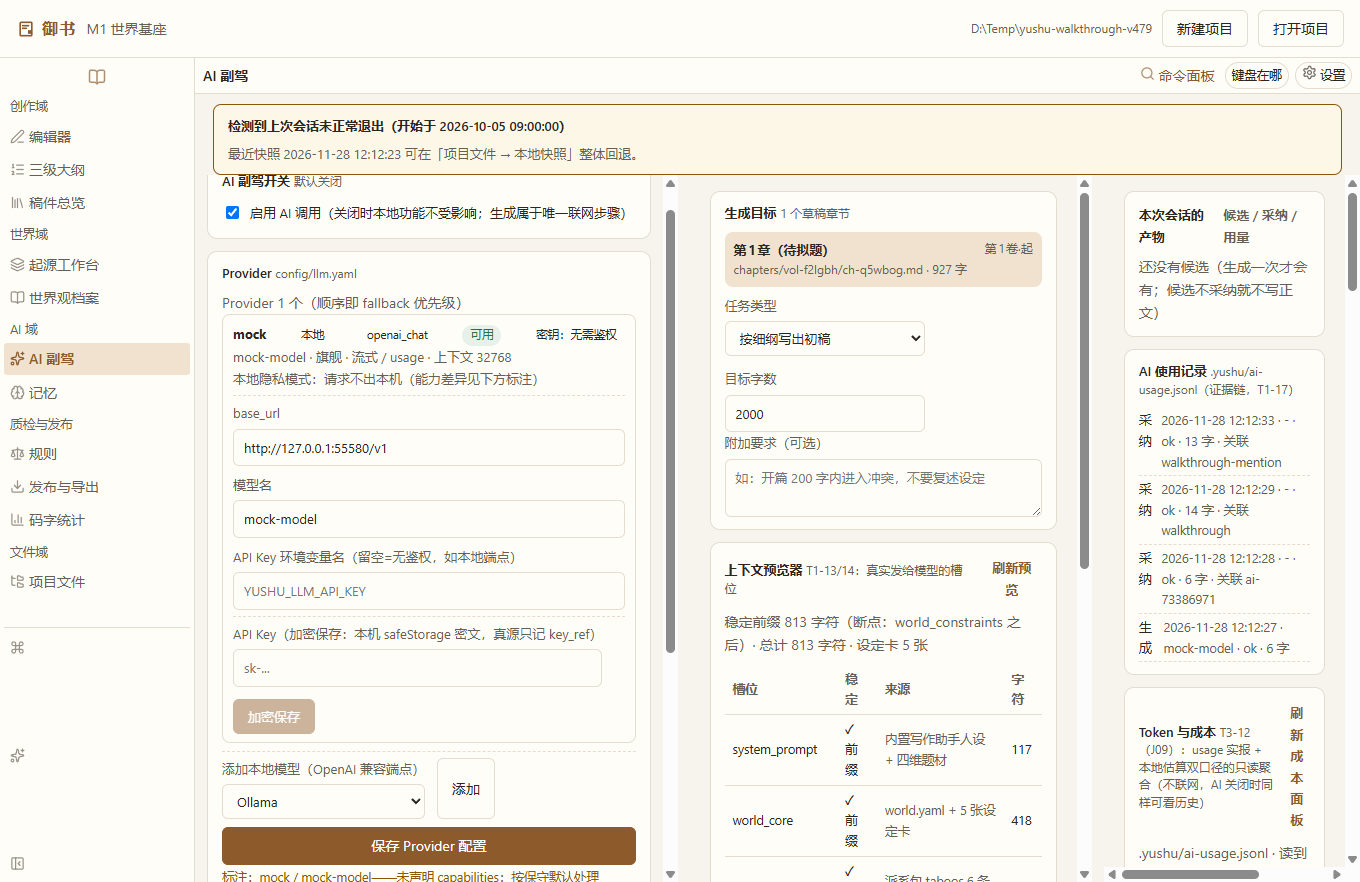 御书 M1 世界基座
D:\Temp\yushu-walkthrough-v479
新建项目
打开项目
创作域
编辑器
三级大纲
稿件总览
世界域
起源工作台
世界观档案
AI 域
AI 副驾
记忆
质检与发布
规则
发布与导出
码字统计
文件域
项目文件
AI 副驾
命令面板
键盘在哪
设置
检测到上次会话未正常退出（开始于 2026-10-05 09:00:00）
最近快照 2026-11-28 12:12:23 可在「项目文件 → 本地快照」整体回退。
AI 副驾开关 默认关闭
启用 AI 调用（关闭时本地功能不受影响；生成属于唯一联网步骤）
Provider config/llm.yaml
Provider 1 个（顺序即 fallback 优先级）
mock 本地 openai_chat 可用 密钥：无需鉴权
mock-model · 旗舰 · 流式 / usage · 上下文 32768
本地隐私模式：请求不出本机（能力差异见下方标注）
base_url
http://127.0.0.1:55580/v1
模型名
mock-model
API Key 环境变量名（留空=无鉴权，如本地端点）
YUSHU_LLM_API_KEY
API Key（加密保存：本机 safeStorage 密文，真源只记 key_ref）
sk-...
加密保存
添加本地模型（OpenAI 兼容端点）
Ollama
添加
保存 Provider 配置
标注：mock / mock-model——未声明 capabilities：按保守默认处理
生成目标 1 个草稿章节
第 1 章（待拟题） 第 1 卷·起
chapters/vol-f2lgbh/ch-q5wbog.md · 927 字
任务类型
按细纲写出初稿
目标字数
2000
附加要求（可选）
如：开篇 200 字内进入冲突，不要复述设定
上下文预览器 T1-13/14：真实发给模型的槽
位
刷新预
览
稳定前缀 813 字符（断点：world_constraints 之
后）· 总计 813 字符 · 设定卡 5 张
槽位 稳
定 来源 字
符
system_prompt ✓
前
缀 内置写作助手人设
+ 四维题材 117
world_core ✓
前
缀 world.yaml + 5 张设
定卡 418
✓ 派系包 taboos 6 条
本次会话的
产物
候选 / 采纳 /
用量
还没有候选（生成一次才会
有；候选不采纳就不写正
文）
AI 使用记录 .yushu/ai-
usage.jsonl（证据链，T1-17）
采
纳 2026-11-28 12:12:33 · - ·
ok · 13 字 · 关联
walkthrough-mention
采
纳 2026-11-28 12:12:29 · - ·
ok · 14 字 · 关联
walkthrough
采
纳 2026-11-28 12:12:28 · - ·
ok · 6 字 · 关联 ai-
73386971
生
成 2026-11-28 12:12:27 ·
mock-model · ok · 6 字
Token 与成本 T3-12
（J09）：usage 实报 +
本地估算双口径的只读聚
合（不联网，AI 关闭时同
样可看历史）
刷
新
成
本
面
板
.yushu/ai-usage.jsonl · 读到